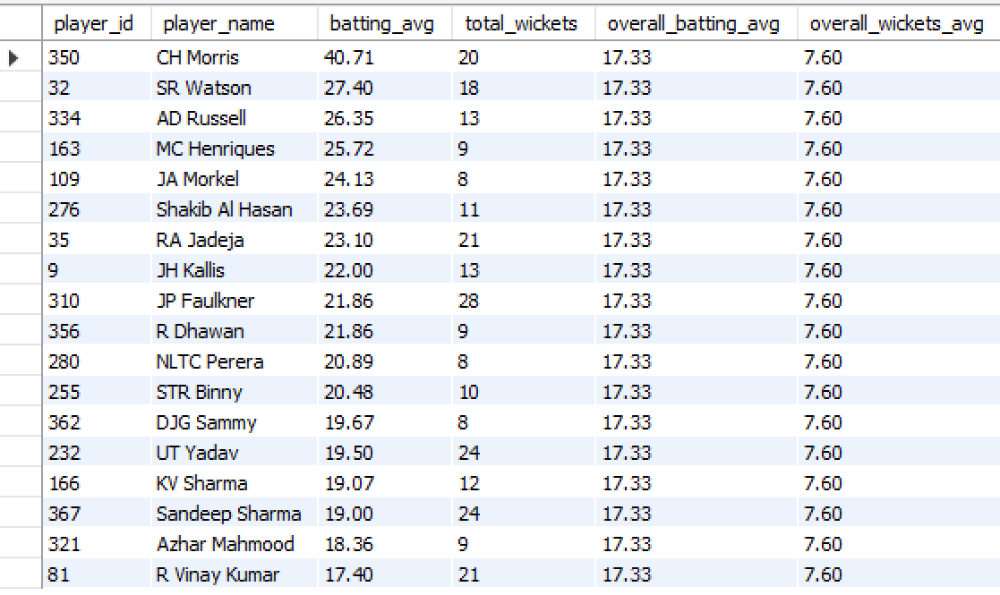 player_id player_name batting_avg total_wickets overall_batting_avg overall_wickets_avg
350 CH Morris 40.71 20 17.33 7.60
32 SR Watson 27.40 18 17.33 7.60
334 AD Russell 26.35 13 17.33 7.60
163 MC Henriques 25.72 9 17.33 7.60
109 JA Morkel 24.13 8 17.33 7.60
276 Shakib Al Hasan 23.69 11 17.33 7.60
35 RA Jadeja 23.10 21 17.33 7.60
9 JH Kallis 22.00 13 17.33 7.60
310 JP Faulkner 21.86 28 17.33 7.60
356 R Dhawan 21.86 9 17.33 7.60
280 NLTC Perera 20.89 8 17.33 7.60
255 STR Binny 20.48 10 17.33 7.60
362 DJG Sammy 19.67 8 17.33 7.60
232 UT Yadav 19.50 24 17.33 7.60
166 KV Sharma 19.07 12 17.33 7.60
367 Sandeep Sharma 19.00 24 17.33 7.60
321 Azhar Mahmood 18.36 9 17.33 7.60
81 R Vinay Kumar 17.40 21 17.33 7.60